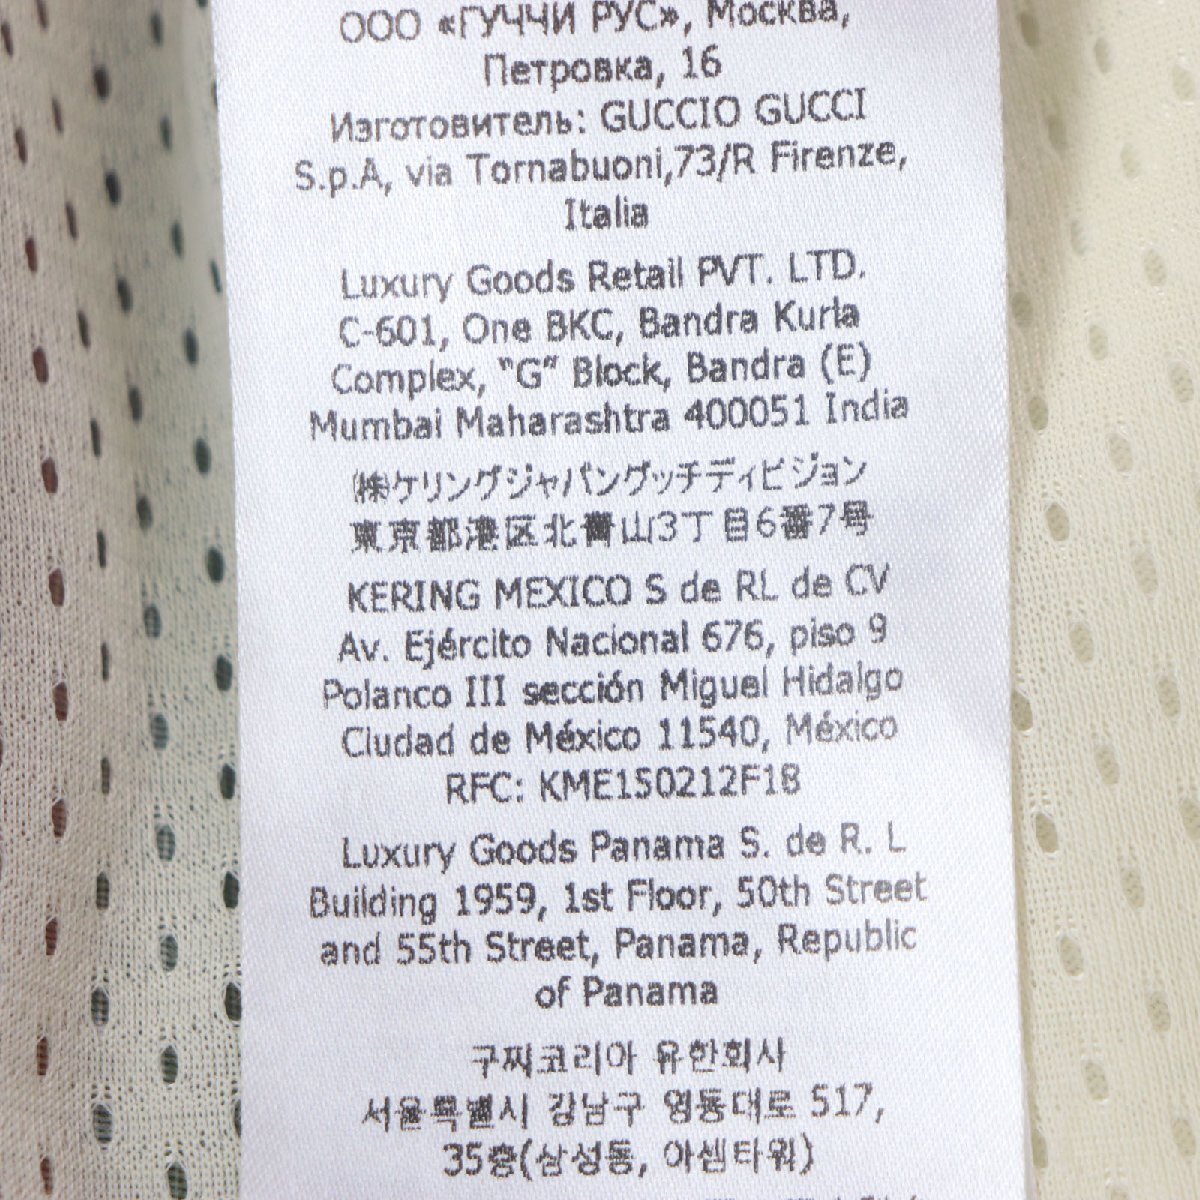 ООО «ГУЧЧИ РУС», Москва,
Петровка, 16
Изготовитель: GUCCIO GUCCI
S.p.A, via Tornabuoni,73/R Firenze,
Italia
Luxury Goods Retail PVT. LTD.
C-601, One BKC, Bandra Kurla
Complex, "G" Block, Bandra (E)
Mumbai Maharashtra 400051 India
㈱ケリングジャパングッチディビジョン
東京都港区北青山3丁目6番7号
KERING MEXICO S de RL de CV
Av. Ejército Nacional 676, piso 9
Polanco III sección Miguel Hidalgo
Ciudad de México 11540, México
RFC: KME150212F18
Luxury Goods Panama S. de R. L
Building 1959, 1st Floor, 50th Street
and 55th Street, Panama, Republic
of Panama
구찌코리아 유한회사
서울특별시 강남구 영동대로 517,
35층(삼성동, 아셈타워)